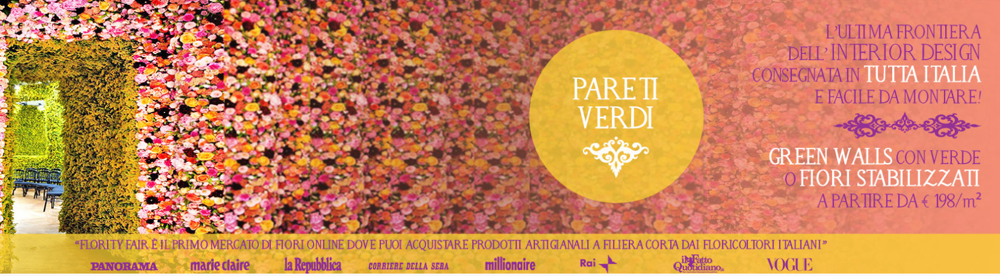 PARETI
VERDI
L'ULTIMA FRONTIERA
DELL'INTERIOR DESIGN
CONSEGNATA IN TUTTA ITALIA
E FACILE DA MONTARE!
GREEN WALLS CON VERDE
O FIORI STABILIZZATI
A PARTIRE DA € 198/m²
"FLORITY FAIR È IL PRIMO MERCATO DI FIORI ONLINE DOVE PUOI ACQUISTARE PRODOTTI ARTIGIANALI A FILIERA CORTA DAI FLORICOLTORI ITALIANI"
PANORAMA marie claire la Repubblica CORRIERE DELLA SERA millionaire Rai il Fatto Quotidiano.it VOGUE